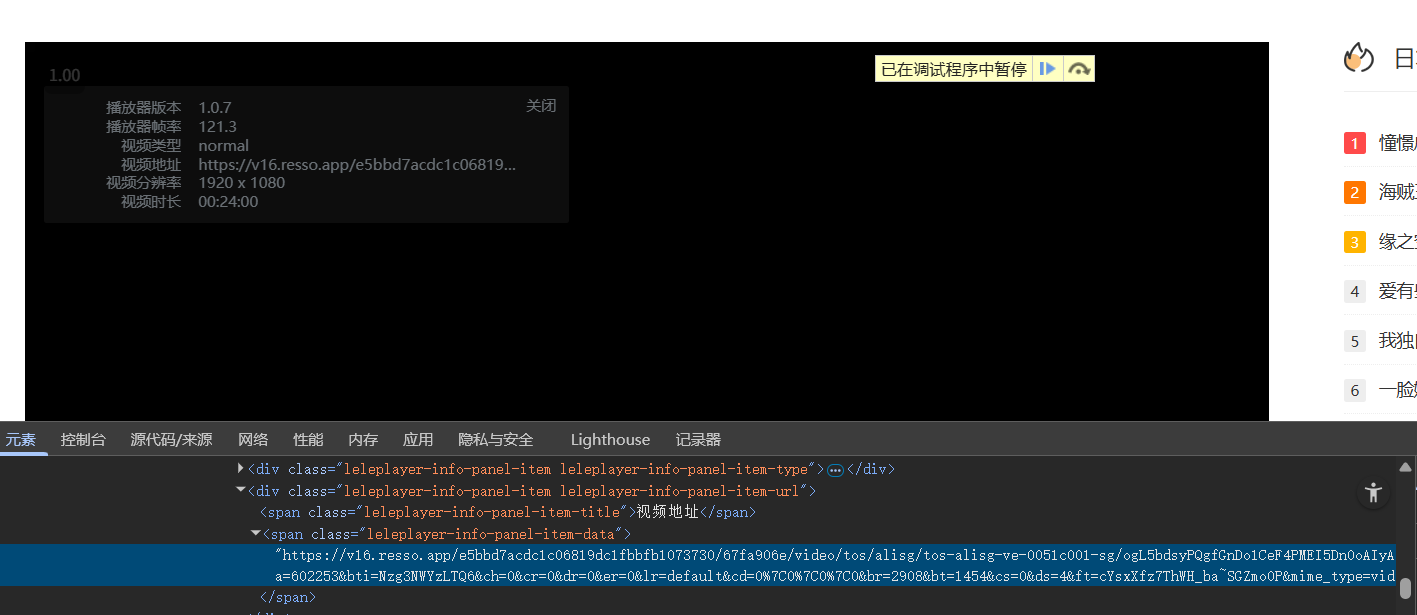 1.00
已在调试程序中暂停
播放器版本 1.0.7
关闭
播放器帧率 121.3
视频类型 normal
视频地址 https://v16.resso.app/e5bbd7acdc1c06819...
视频分辨率 1920 x 1080
视频时长 00:24:00
日
1 憧憬
2 海贼
3 缘之
4 爱有
5 我独
6 一脸
元素 控制台 源代码/来源 网络 性能 内存 应用 隐私与安全 Lighthouse 记录器
<div class="leleplayer-info-panel-item leleplayer-info-panel-item-type">…</div>
<div class="leleplayer-info-panel-item leleplayer-info-panel-item-url">
<span class="leleplayer-info-panel-item-title">视频地址</span>
<span class="leleplayer-info-panel-item-data">
"https://v16.resso.app/e5bbd7acdc1c06819dc1fbbfb1073730/67fa906e/video/tos/alisg/tos-alisg-ve-0051c001-sg/ogL5bdsyPQgfGnDo1CeF4PMEI5Dn0oAIyA
a=602253&bti=Nzg3NWYzLTQ6&ch=0&cr=0&dr=0&er=0&lr=default&cd=0%7C0%7C0%7C0&br=2908&bt=1454&cs=0&ds=4&ft=cYsxXfz7ThWH_ba~SGZmo0P&mime_type=vid
</span>